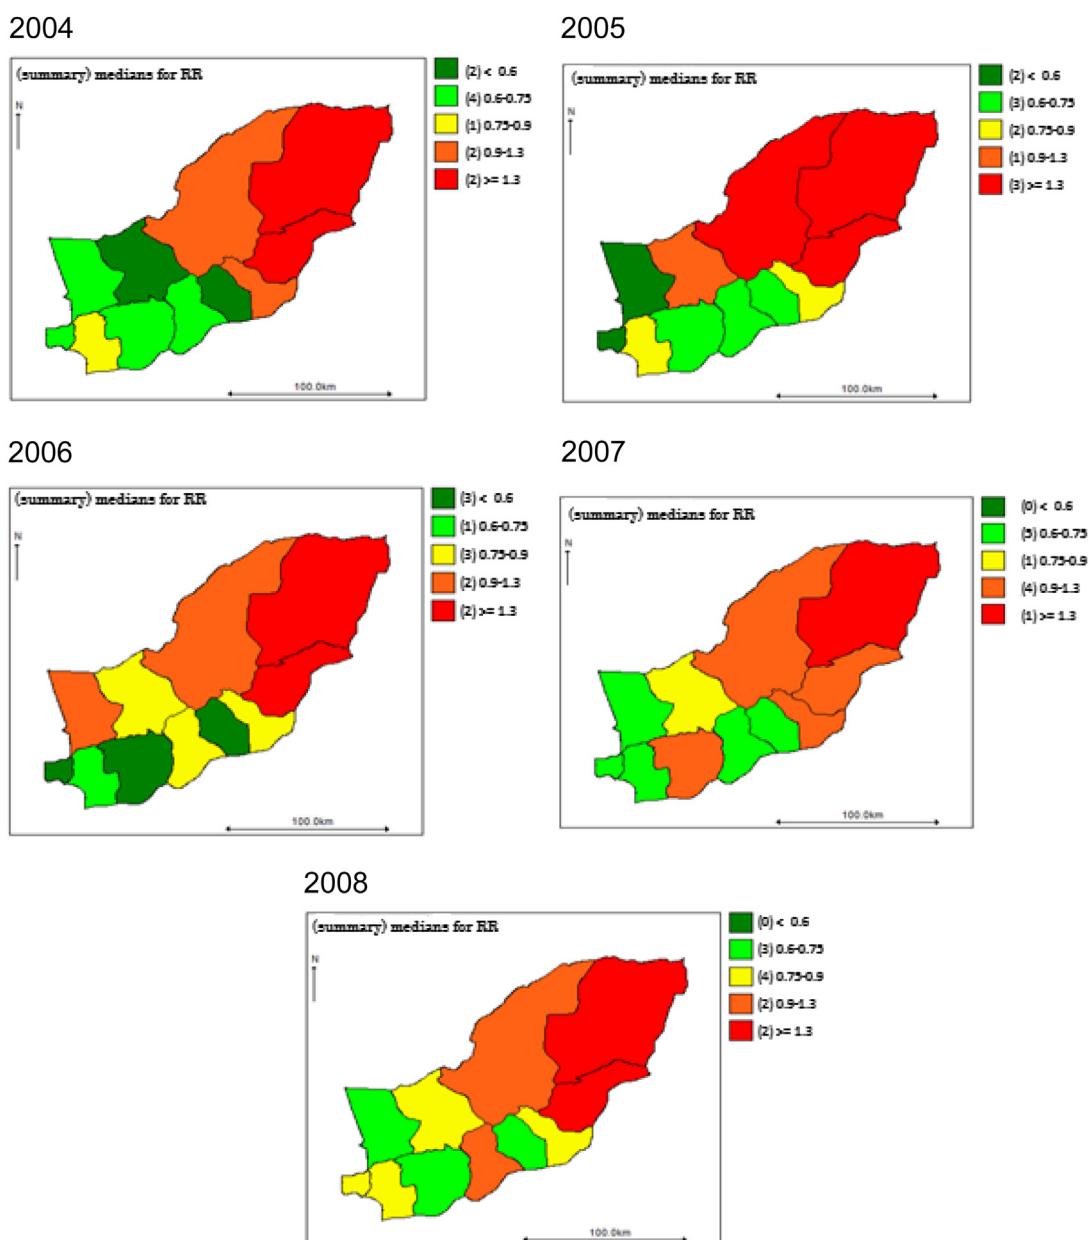 2004
(summary) medians for RR
N
100.0km
(2) < 0.6
(4) 0.6-0.75
(1) 0.75-0.9
(2) 0.9-1.3
(2) >= 1.3
2005
(summary) medians for RR
N
100.0km
(2) < 0.6
(3) 0.6-0.75
(2) 0.75-0.9
(1) 0.9-1.3
(3) >= 1.3
2006
(summary) medians for RR
N
100.0km
(3) < 0.6
(1) 0.6-0.75
(3) 0.75-0.9
(2) 0.9-1.3
(2) >= 1.3
2007
(summary) medians for RR
N
100.0km
(0) < 0.6
(5) 0.6-0.75
(1) 0.75-0.9
(4) 0.9-1.3
(1) >= 1.3
2008
(summary) medians for RR
N
100.0km
(0) < 0.6
(3) 0.6-0.75
(4) 0.75-0.9
(2) 0.9-1.3
(2) >= 1.3